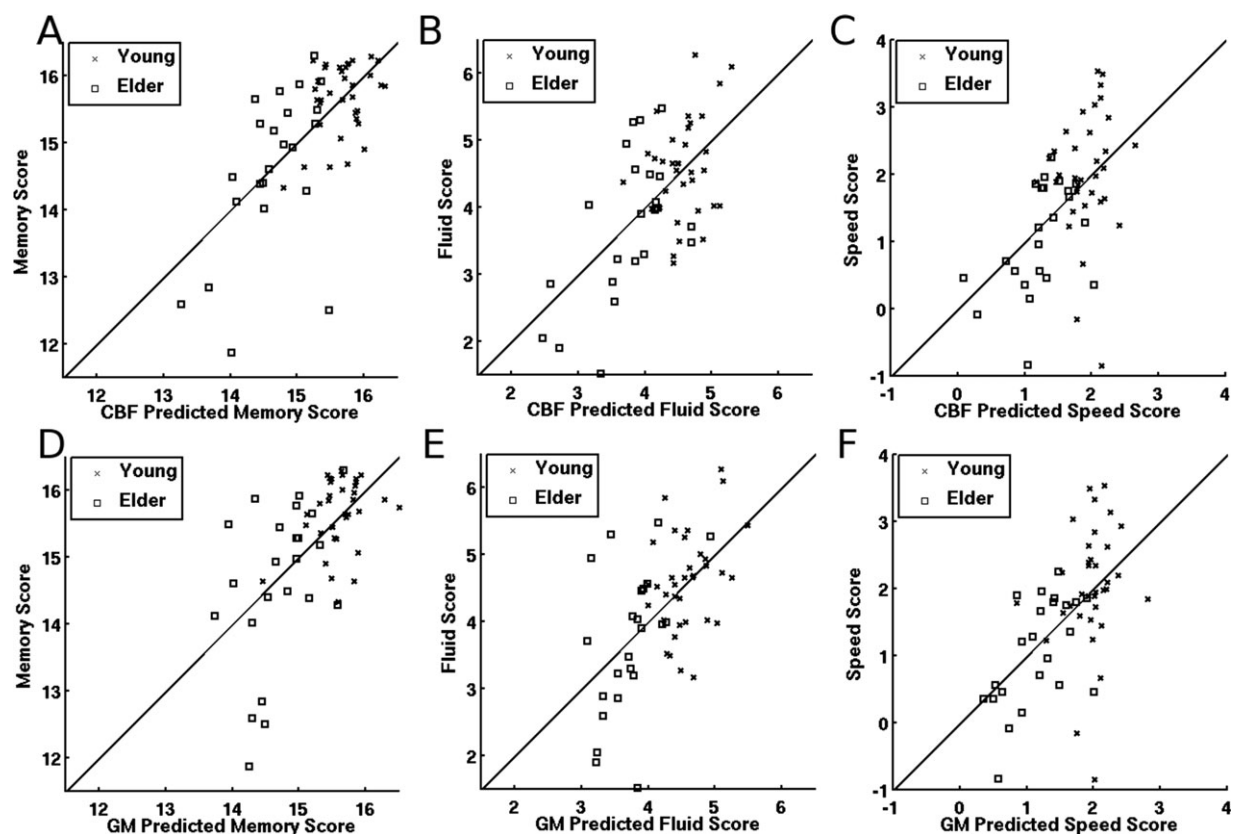 A
B
C
Young
Elder
Young
Elder
Young
Elder
Memory Score
16
15
14
13
12
12
13
14
15
16
CBF Predicted Memory Score
Fluid Score
6
5
4
3
2
2
3
4
5
6
CBF Predicted Fluid Score
Speed Score
4
3
2
1
0
-1
-1
0
1
2
3
4
CBF Predicted Speed Score
D
E
F
Young
Elder
Young
Elder
Young
Elder
Memory Score
16
15
14
13
12
12
13
14
15
16
GM Predicted Memory Score
Fluid Score
6
5
4
3
2
2
3
4
5
6
GM Predicted Fluid Score
Speed Score
4
3
2
1
0
-1
-1
0
1
2
3
4
GM Predicted Speed Score